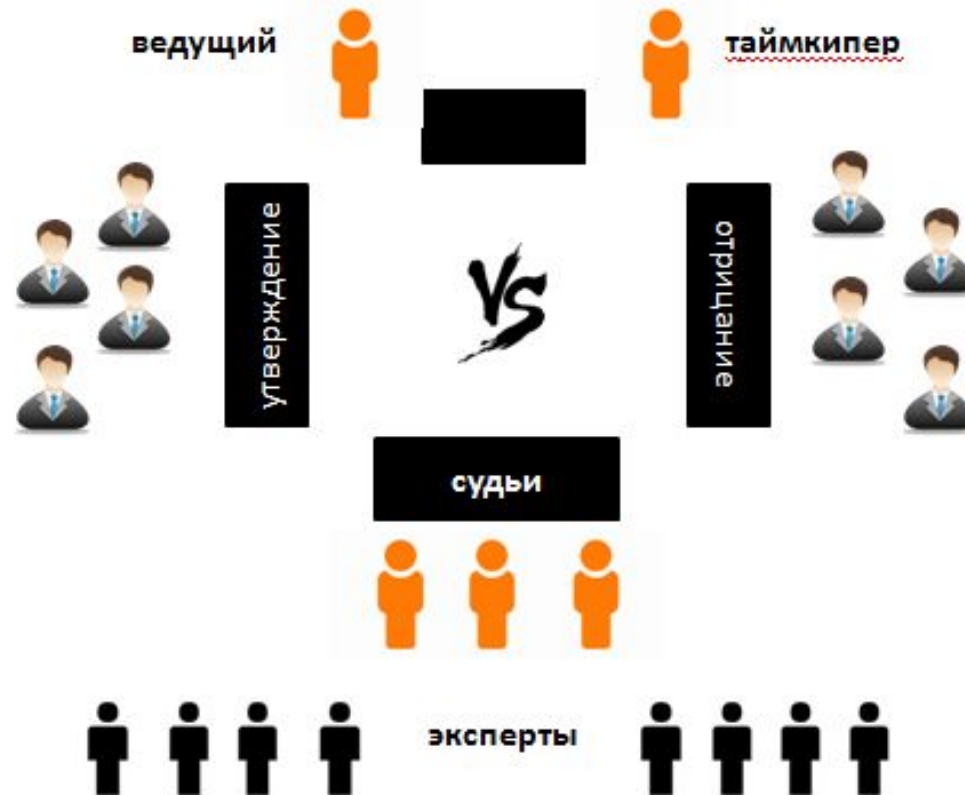 ведущий
таймкипер
утверждение
VS
отрицание
судьи
эксперты